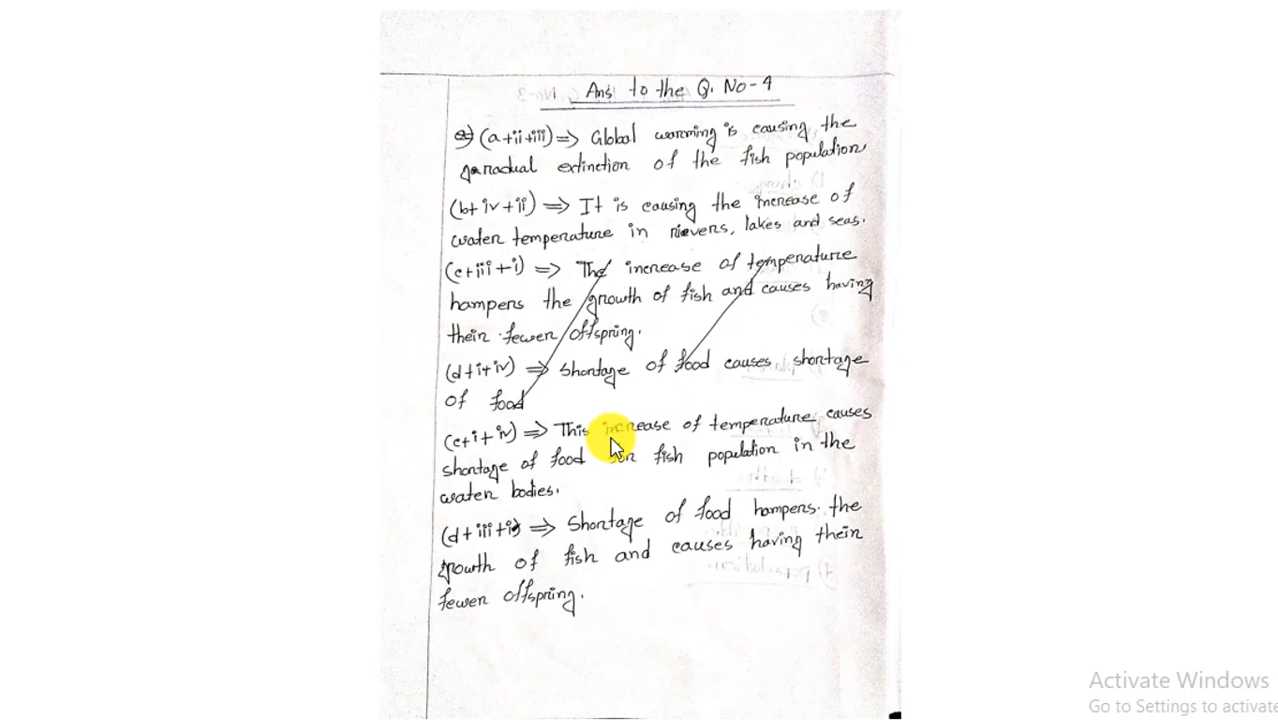 Ans to the Q. No-4
(a+ii+iii) => Global warming is causing the
gradual extinction of the fish population
(b+iv+ii) => It is causing the increase of
water temperature in rievers, lakes and seas.
(c+iii+i) => The increase of temperature
hampers the growth of fish and causes having
their fewer offspring.
(d+i+iv) => Shortage of food causes shortage
of food
(c+i+iv) => This increase of temperature causes
shortage of food for fish population in the
water bodies.
(d+iii+i) => Shortage of food hampers the
growth of fish and causes having their
fewer offspring.
Activate Windows
Go to Settings to activate